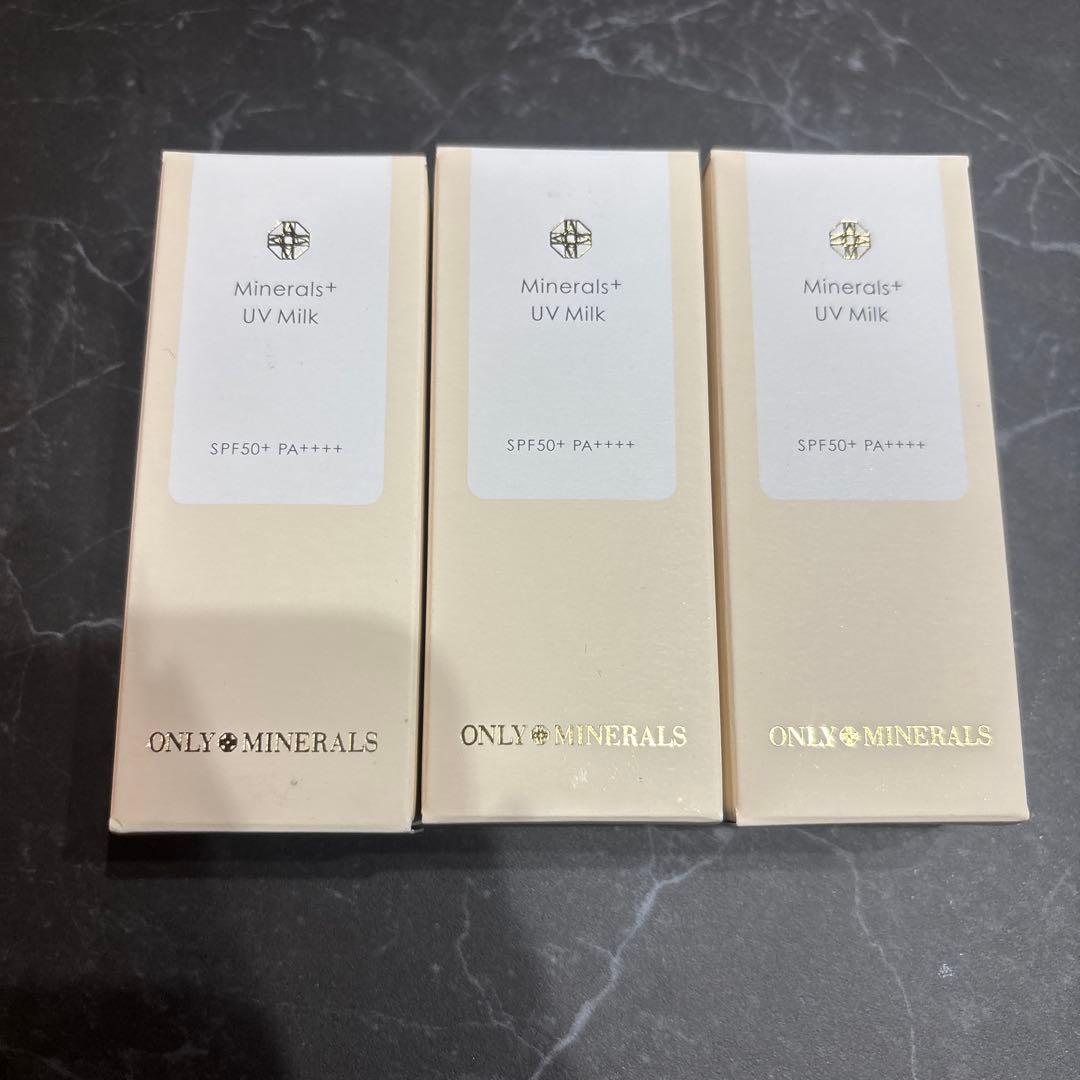 Minerals+
UV Milk
SPF50+ PA++++
ONLY MINERALS
Minerals+
UV Milk
SPF50+ PA++++
ONLY MINERALS
Minerals+
UV Milk
SPF50+ PA++++
ONLY MINERALS